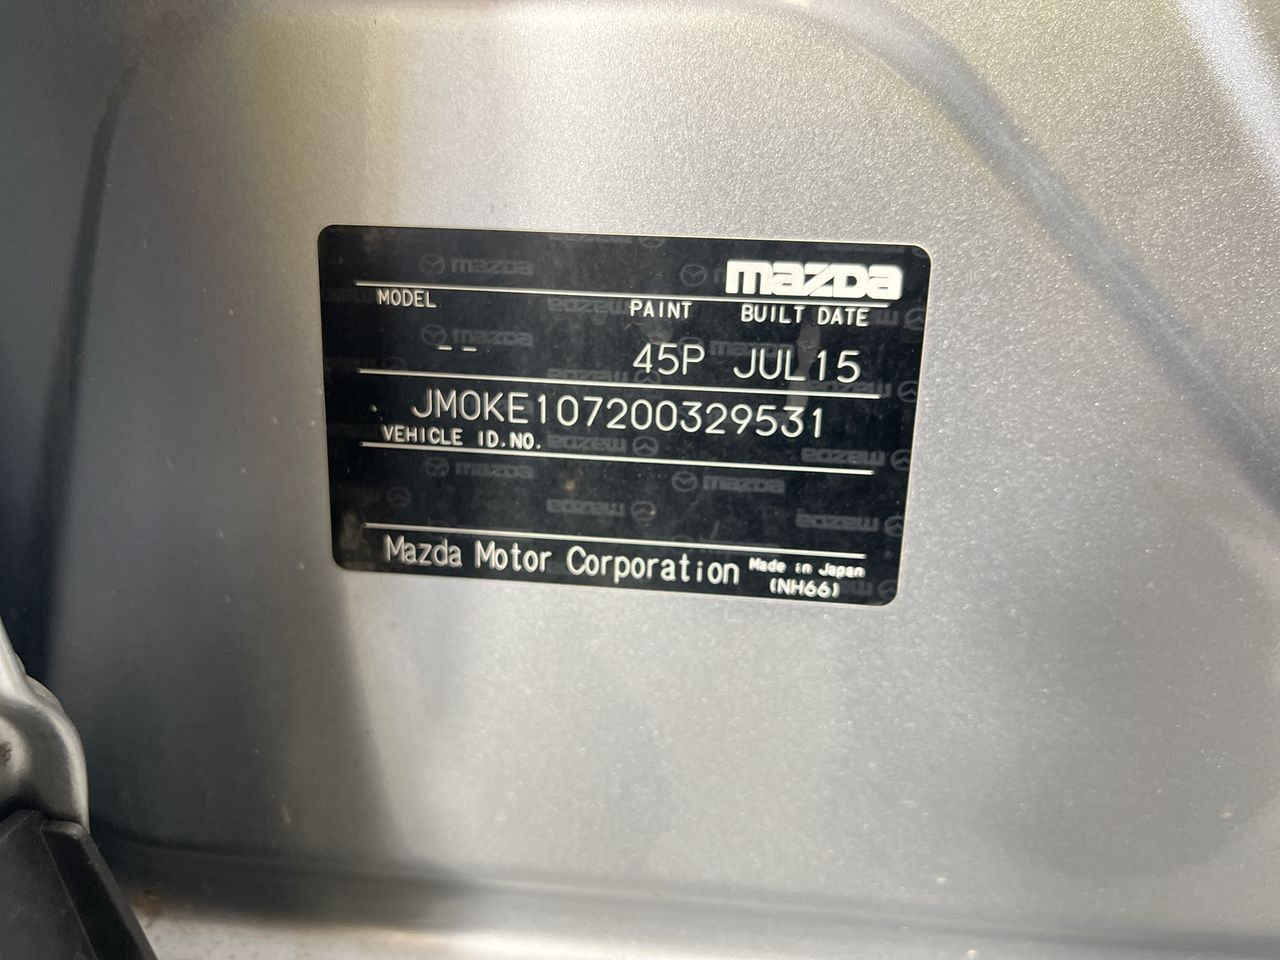 mazda
MODEL PAINT BUILT DATE
-- 45P JUL15
JM0KE107200329531
VEHICLE ID.NO.
Mazda Motor Corporation Made in Japan
(NH66)